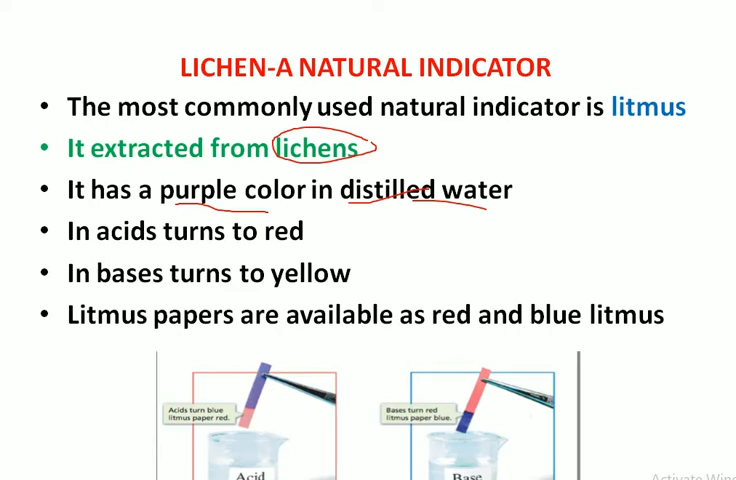 LICHEN-A NATURAL INDICATOR
• The most commonly used natural indicator is litmus
• It extracted from lichens
• It has a purple color in distilled water
• In acids turns to red
• In bases turns to yellow
• Litmus papers are available as red and blue litmus
Acids turn blue
litmus paper red.
Bases turn red
litmus paper blue.
Acid
Base
Activate Win